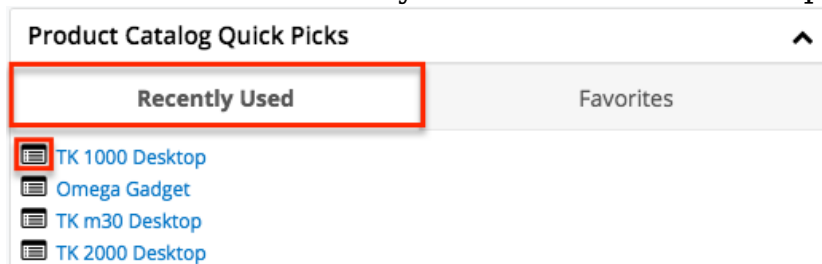 Product Catalog Quick Picks
Recently Used Favorites
TK 1000 Desktop
Omega Gadget
TK m30 Desktop
TK 2000 Desktop